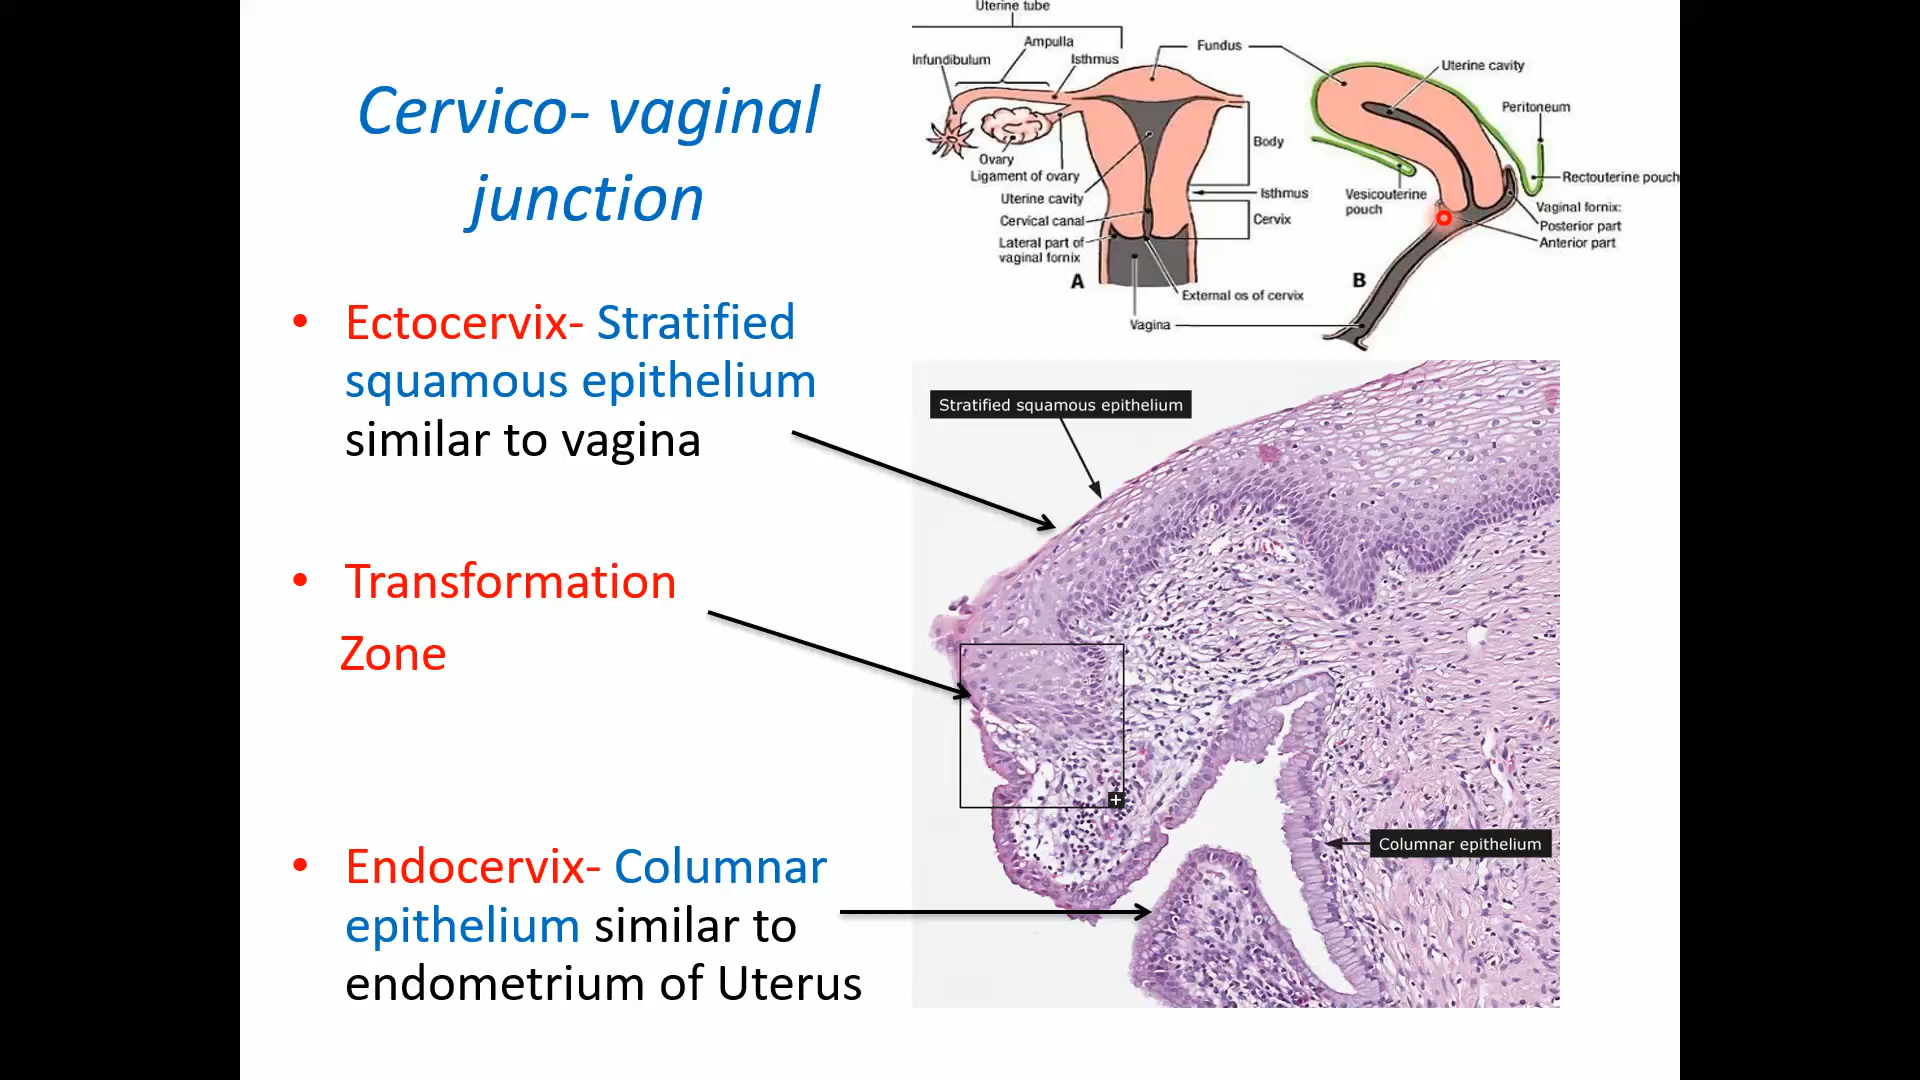 Cervico- vaginal
junction
• Ectocervix- Stratified
squamous epithelium
similar to vagina
• Transformation
Zone
• Endocervix- Columnar
epithelium similar to
endometrium of Uterus
Uterine tube
Ampulla
Infundibulum
Isthmus
Fundus
Ovary
Ligament of ovary
Uterine cavity
Cervical canal
Lateral part of
vaginal fornix
A
Body
Isthmus
Cervix
External os of cervix
Vagina
Uterine cavity
Peritoneum
Vesicouterine
pouch
Rectouterine pouch
Vaginal fornix:
Posterior part
Anterior part
B
Stratified squamous epithelium
+
Columnar epithelium